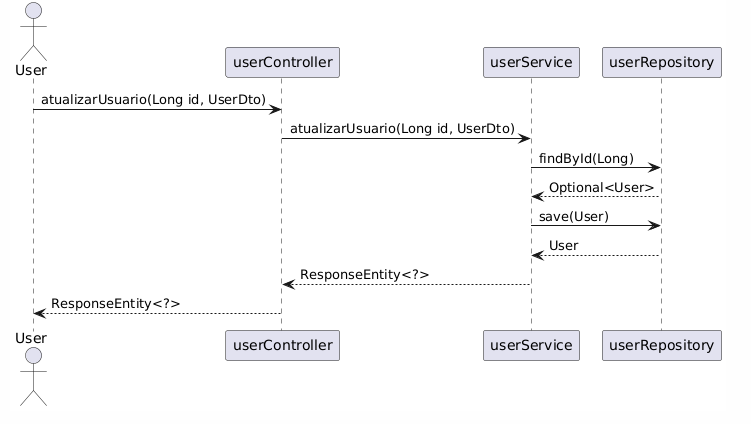 User
userController
userService
userRepository
atualizarUsuario(Long id, UserDto)
atualizarUsuario(Long id, UserDto)
findById(Long)
Optional<User>
save(User)
User
ResponseEntity<?>
ResponseEntity<?>
User
userController
userService
userRepository